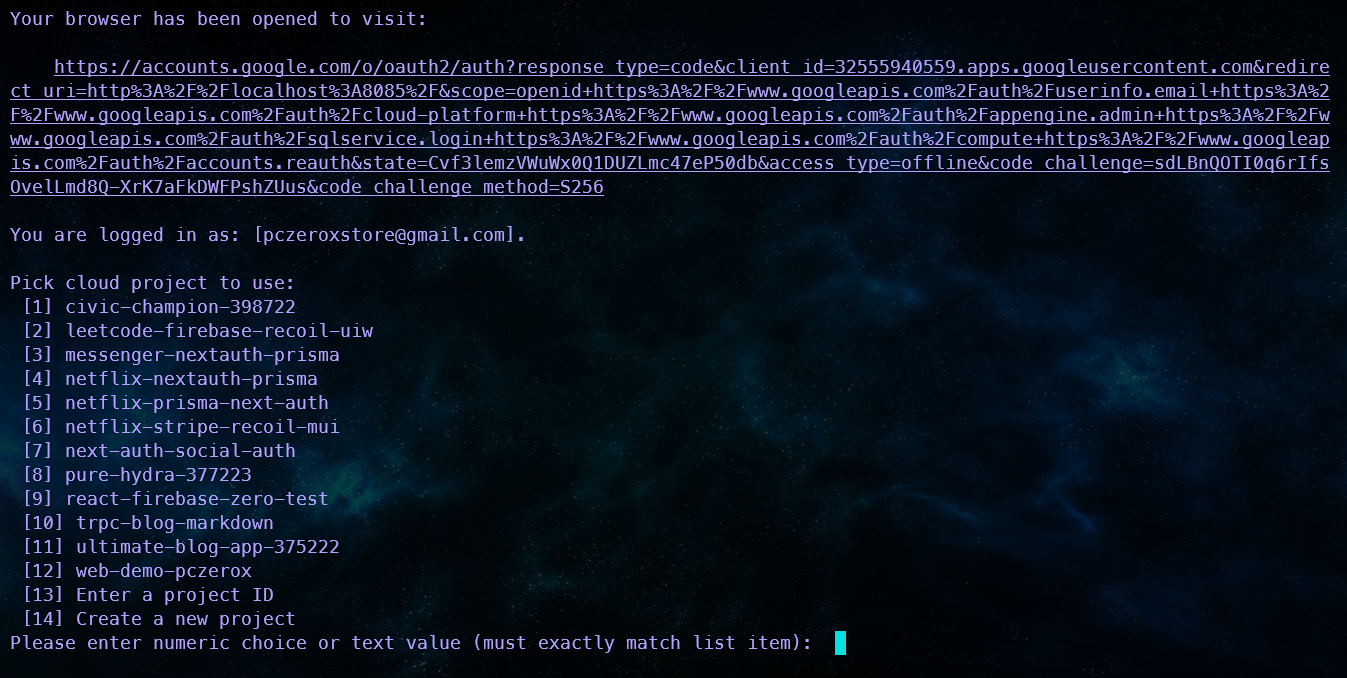 Your browser has been opened to visit:
https://accounts.google.com/o/oauth2/auth?response_type=code&client_id=32555940559.apps.googleusercontent.com&redire
ct_uri=http%3A%2F%2Flocalhost%3A8085%2F&scope=openid+https%3A%2F%2Fwww.googleapis.com%2Fauth%2Fuserinfo.email+https%3A%2
F%2Fwww.googleapis.com%2Fauth%2Fcloud-platform+https%3A%2F%2Fwww.googleapis.com%2Fauth%2Fappengine.admin+https%3A%2F%2Fw
ww.googleapis.com%2Fauth%2Fsqlservice.login+https%3A%2F%2Fwww.googleapis.com%2Fauth%2Fcompute+https%3A%2F%2Fwww.googleap
is.com%2Fauth%2Faccounts.reauth&state=Cvf3lemzVWuWx0Q1DUZLmc47eP50db&access_type=offline&code_challenge=sdLBnQOTI0q6rIfs
OvelLmd8Q-XrK7aFkDWFPshZUus&code_challenge_method=S256
You are logged in as: [pczeroxstore@gmail.com].
Pick cloud project to use:
[1] civic-champion-398722
[2] leetcode-firebase-recoil-uiw
[3] messenger-nextauth-prisma
[4] netflix-nextauth-prisma
[5] netflix-prisma-next-auth
[6] netflix-stripe-recoil-mui
[7] next-auth-social-auth
[8] pure-hydra-377223
[9] react-firebase-zero-test
[10] trpc-blog-markdown
[11] ultimate-blog-app-375222
[12] web-demo-pczerox
[13] Enter a project ID
[14] Create a new project
Please enter numeric choice or text value (must exactly match list item):